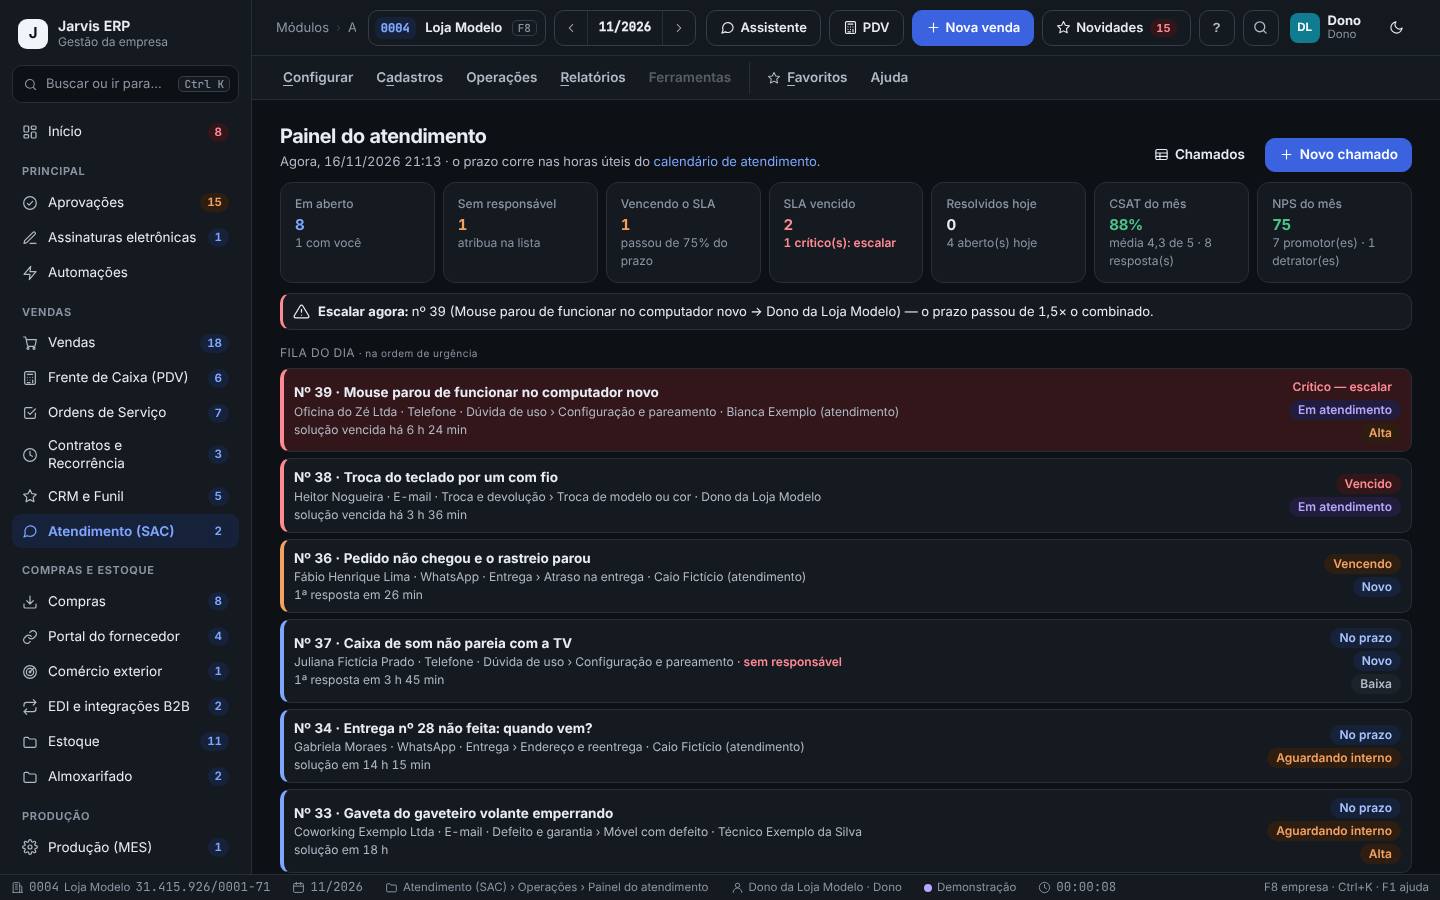 J
Jarvis ERP
Gestão da empresa
Buscar ou ir para...
Ctrl K
Início
8
PRINCIPAL
Aprovações
15
Assinaturas eletrônicas
1
Automações
VENDAS
Vendas
18
Frente de Caixa (PDV)
6
Ordens de Serviço
7
Contratos e
Recorrência
3
CRM e Funil
5
Atendimento (SAC)
2
COMPRAS E ESTOQUE
Compras
8
Portal do fornecedor
4
Comércio exterior
1
EDI e integrações B2B
2
Estoque
11
Almoxarifado
2
PRODUÇÃO
Produção (MES)
1
Módulos › A
0004 Loja Modelo F8
11/2026
Assistente
PDV
Nova venda
Novidades 15
?
DL
Dono
Dono
Configurar
Cadastros
Operações
Relatórios
Ferramentas
Favoritos
Ajuda
Painel do atendimento
Agora, 16/11/2026 21:13 · o prazo corre nas horas úteis do calendário de atendimento.
Chamados
Novo chamado
Em aberto
8
1 com você
Sem responsável
1
atribua na lista
Vencendo o SLA
1
passou de 75% do
prazo
SLA vencido
2
1 crítico(s): escalar
Resolvidos hoje
0
4 aberto(s) hoje
CSAT do mês
88%
média 4,3 de 5 · 8
resposta(s)
NPS do mês
75
7 promotor(es) · 1
detrator(es)
Escalar agora: nº 39 (Mouse parou de funcionar no computador novo → Dono da Loja Modelo) — o prazo passou de 1,5× o combinado.
FILA DO DIA · na ordem de urgência
Nº 39 · Mouse parou de funcionar no computador novo
Oficina do Zé Ltda · Telefone · Dúvida de uso › Configuração e pareamento · Bianca Exemplo (atendimento)
solução vencida há 6 h 24 min
Crítico — escalar
Em atendimento
Alta
Nº 38 · Troca do teclado por um com fio
Heitor Nogueira · E-mail · Troca e devolução › Troca de modelo ou cor · Dono da Loja Modelo
solução vencida há 3 h 36 min
Vencido
Em atendimento
Nº 36 · Pedido não chegou e o rastreio parou
Fábio Henrique Lima · WhatsApp · Entrega › Atraso na entrega · Caio Fictício (atendimento)
1ª resposta em 26 min
Vencendo
Novo
Nº 37 · Caixa de som não pareia com a TV
Juliana Fictícia Prado · Telefone · Dúvida de uso › Configuração e pareamento · sem responsável
1ª resposta em 3 h 45 min
No prazo
Novo
Baixa
Nº 34 · Entrega nº 28 não feita: quando vem?
Gabriela Moraes · WhatsApp · Entrega › Endereço e reentrega · Caio Fictício (atendimento)
solução em 14 h 15 min
No prazo
Aguardando interno
Nº 33 · Gaveta do gaveteiro volante emperrando
Coworking Exemplo Ltda · E-mail · Defeito e garantia › Móvel com defeito · Técnico Exemplo da Silva
solução em 18 h
No prazo
Aguardando interno
Alta
0004 Loja Modelo 31.415.926/0001-71
11/2026
Atendimento (SAC) › Operações › Painel do atendimento
Dono da Loja Modelo · Dono
Demonstração
00:00:08
F8 empresa · Ctrl+K · F1 ajuda